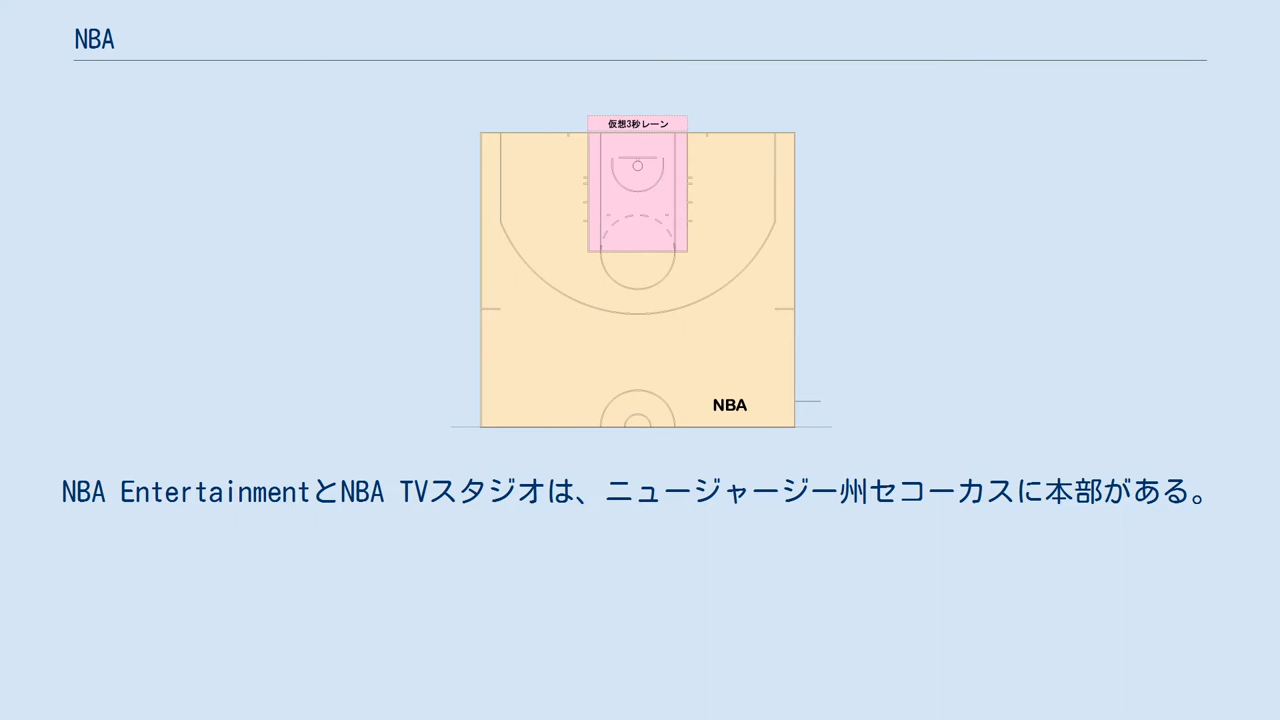 NBA
仮想3秒レーン
NBA
NBA EntertainmentとNBA TVスタジオは、ニュージャージー州セコーカスに本部がある。